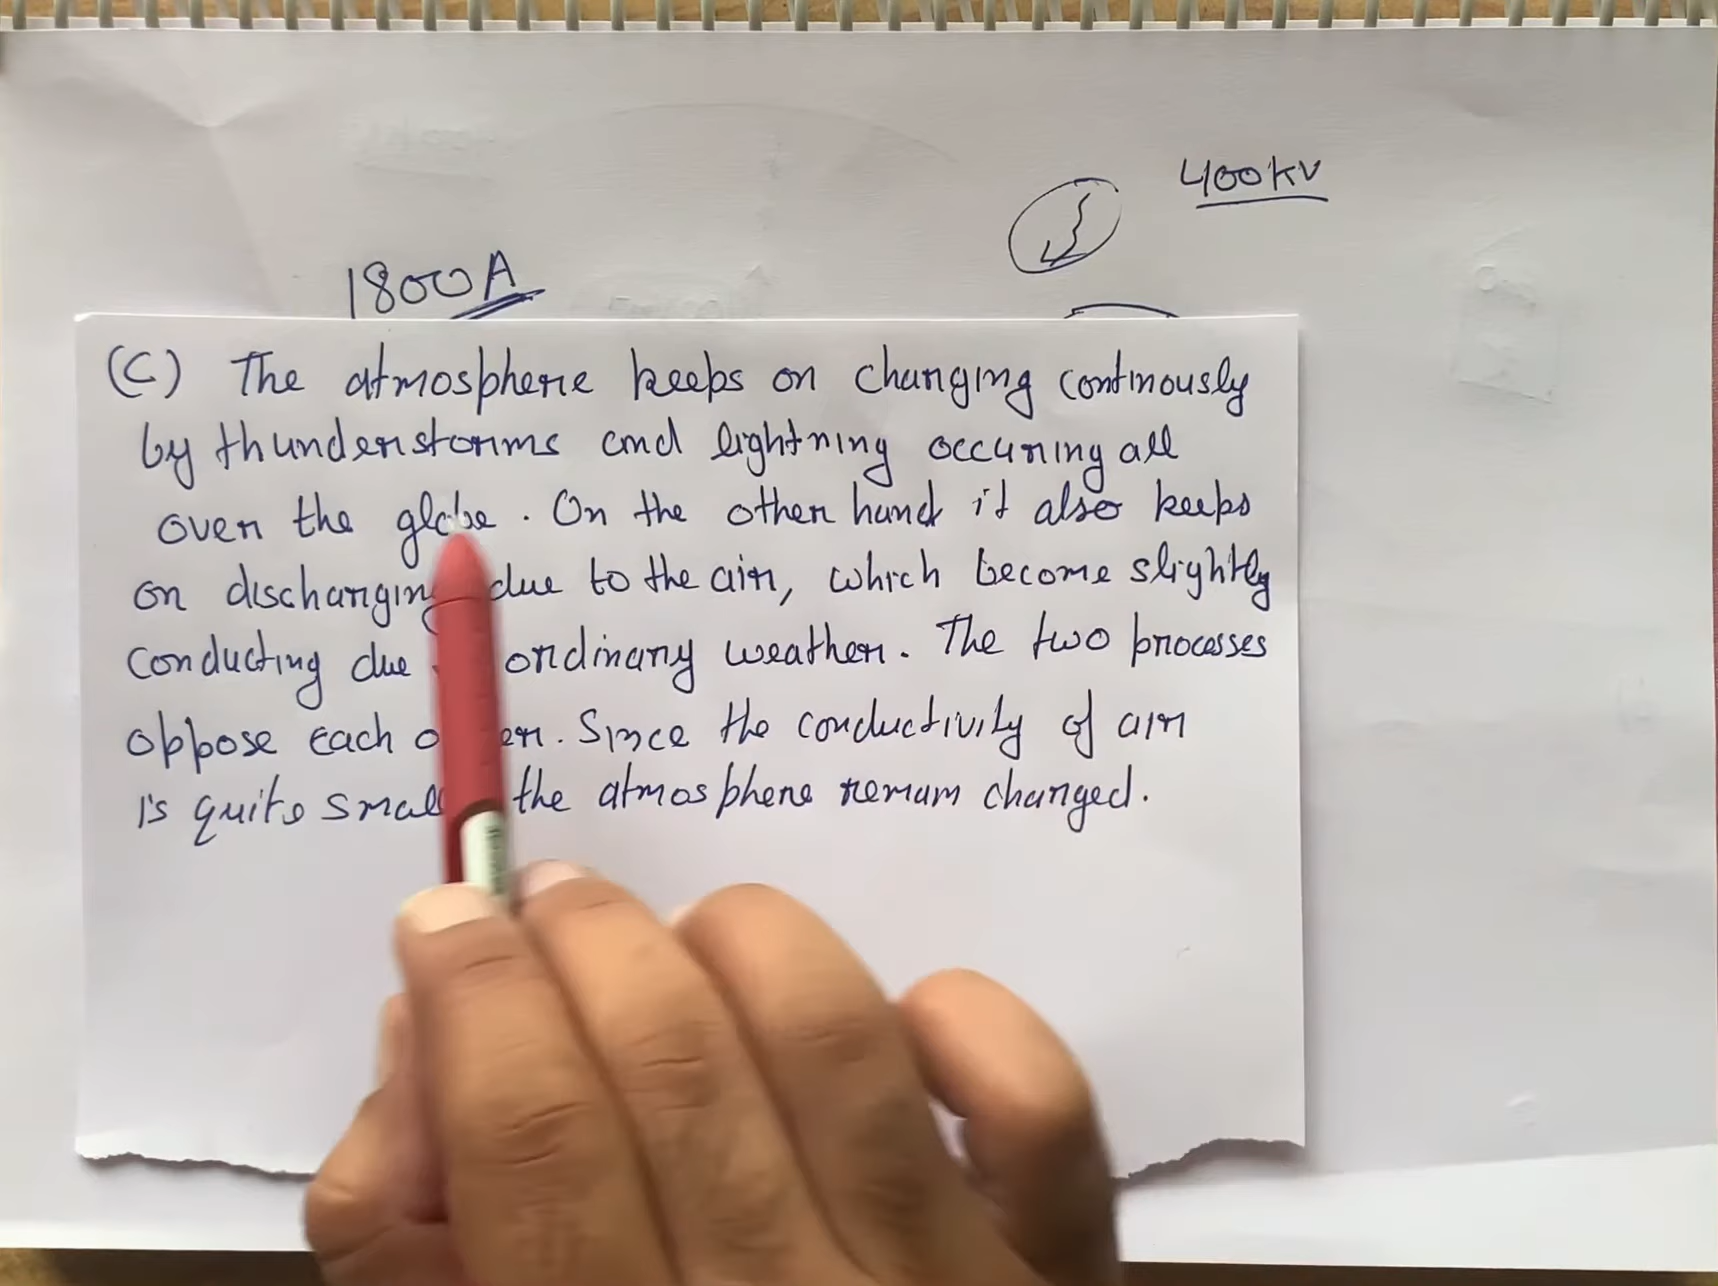 400kV
1800A
(C) The atmosphere keeps on charging continously
by thunderstorms and lightning occuring all
over the globe. On the other hand it also keeps
on discharging due to the air, which become slightly
conducting due ordinary weather. The two processes
oppose each other. Since the conductivity of air
is quite small the atmosphere remain charged.